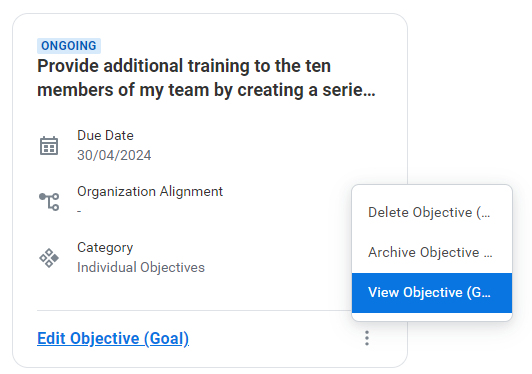 ONGOING
Provide additional training to the ten
members of my team by creating a serie…
Due Date
30/04/2024
Organization Alignment
-
Category
Individual Objectives
Delete Objective (…
Archive Objective …
View Objective (G…
Edit Objective (Goal)